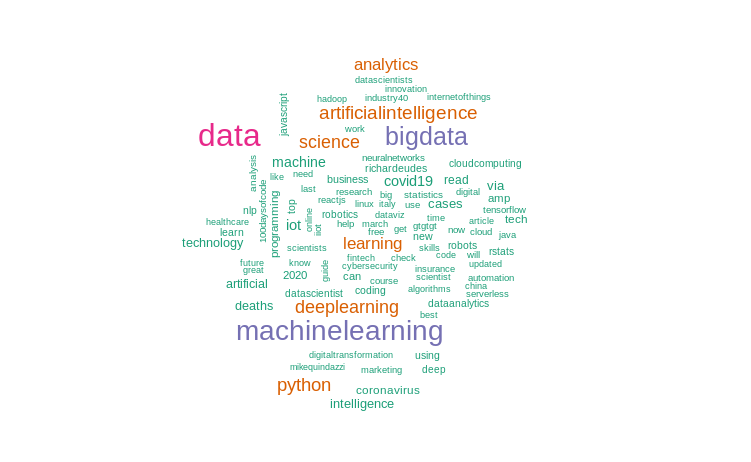 analytics
datascientists
innovation
javascript
hadoop
industry40
internetofthings
artificialintelligence
work
data
science
bigdata
analysis
machine
neuralnetworks
cloudcomputing
richardeudes
like
need
business
covid19
read
via
100daysofcode
last
research
big
statistics
digital
amp
programming
top
reactjs
linux
italy
use
cases
tensorflow
nlp
online
robotics
dataviz
time
article
tech
healthcare
iot
iiot
help
march
get
gtgtgt
learn
free
new
now
cloud
java
technology
scientists
learning
skills
robots
rstats
future
know
guide
fintech
check
code
will
updated
great
2020
cybersecurity
insurance
can
course
scientist
automation
artificial
datascientist
coding
algorithms
china
serverless
deaths
deeplearning
dataanalytics
best
machinelearning
digitaltransformation
using
mikequindazzi
marketing
deep
python
coronavirus
intelligence